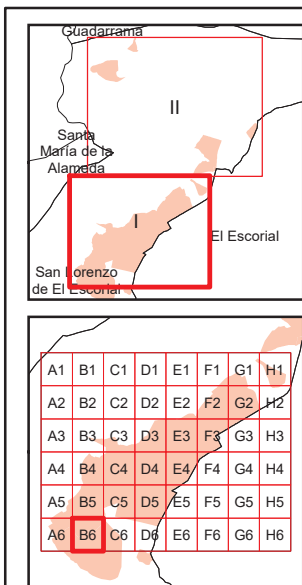 Guadarrama
II
Santa
María de la
Alameda
I
El Escorial
San Lorenzo
de El Escorial
A1 B1 C1 D1 E1 F1 G1 H1
A2 B2 C2 D2 E2 F2 G2 H2
A3 B3 C3 D3 E3 F3 G3 H3
A4 B4 C4 D4 E4 F4 G4 H4
A5 B5 C5 D5 E5 F5 G5 H5
A6 B6 C6 D6 E6 F6 G6 H6